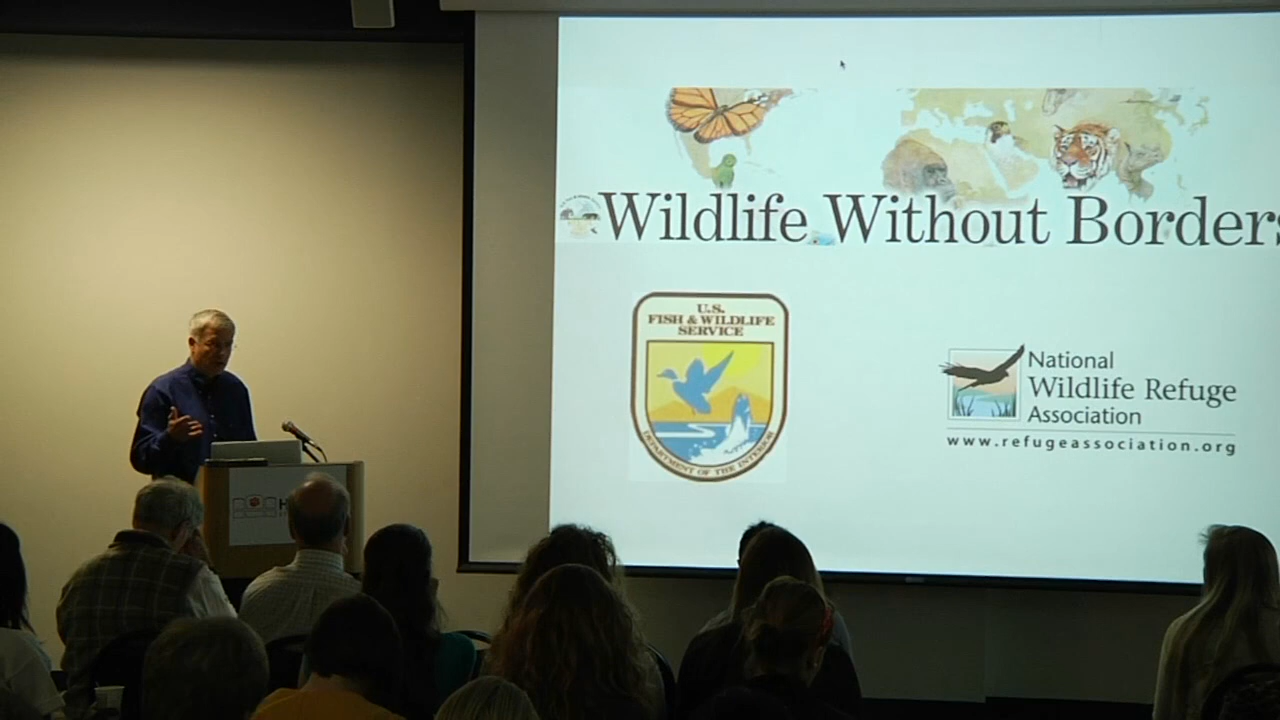 Wildlife Without Borders
U.S.
FISH & WILDLIFE
SERVICE
DEPARTMENT OF THE INTERIOR
National
Wildlife Refuge
Association
www.refugeassociation.org